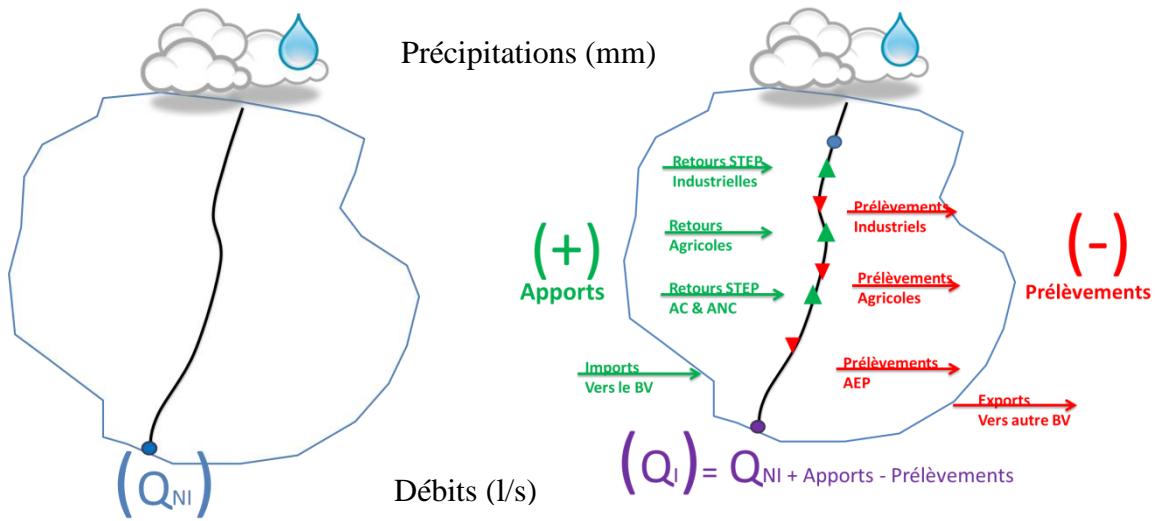 Précipitations (mm)
Retours STEP
Industrielles
Prélèvements
Industriels
(+)
Apports
Retours
Agricoles
(-)
Prélèvements
Prélèvements
Agricoles
Retours STEP
AC & ANC
Imports
Vers le BV
Prélèvements
AEP
Exports
Vers autre BV
(QNI)
Débits (l/s)
(QI) = QNI + Apports - Prélèvements